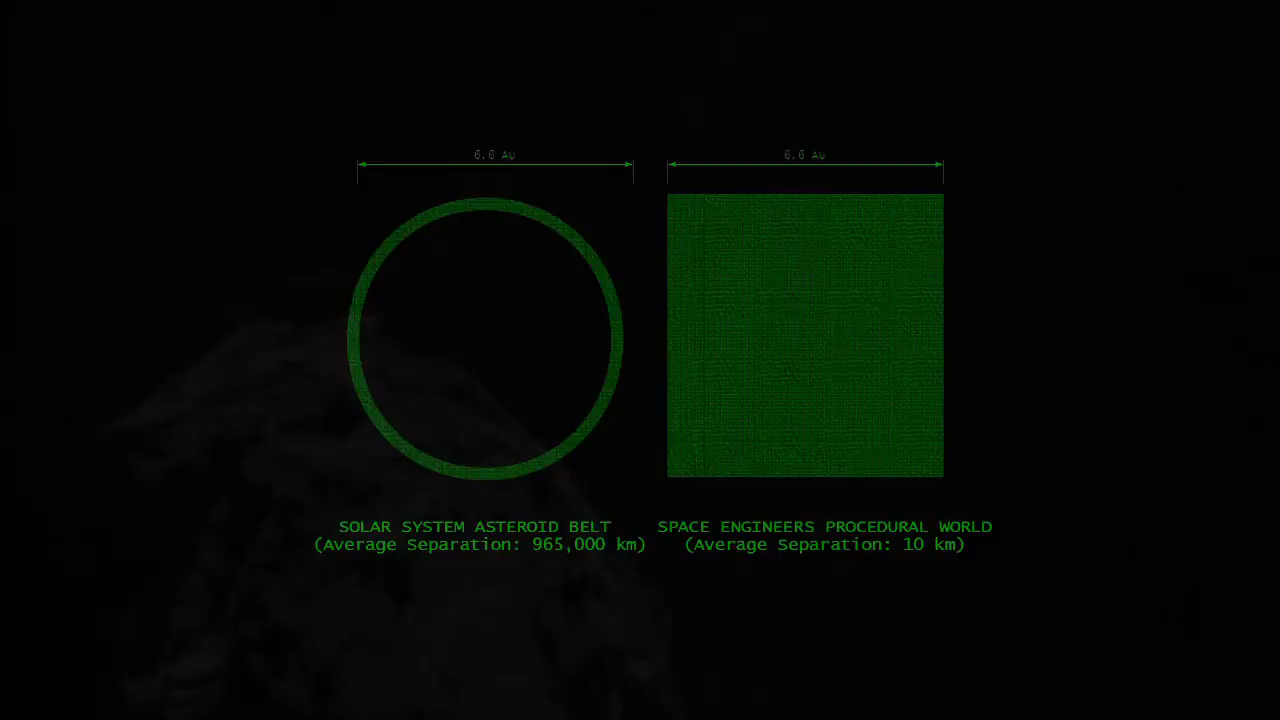 6.6 AU 6.6 AU
SOLAR SYSTEM ASTEROID BELT SPACE ENGINEERS PROCEDURAL WORLD
(Average Separation: 965,000 km) (Average Separation: 10 km)